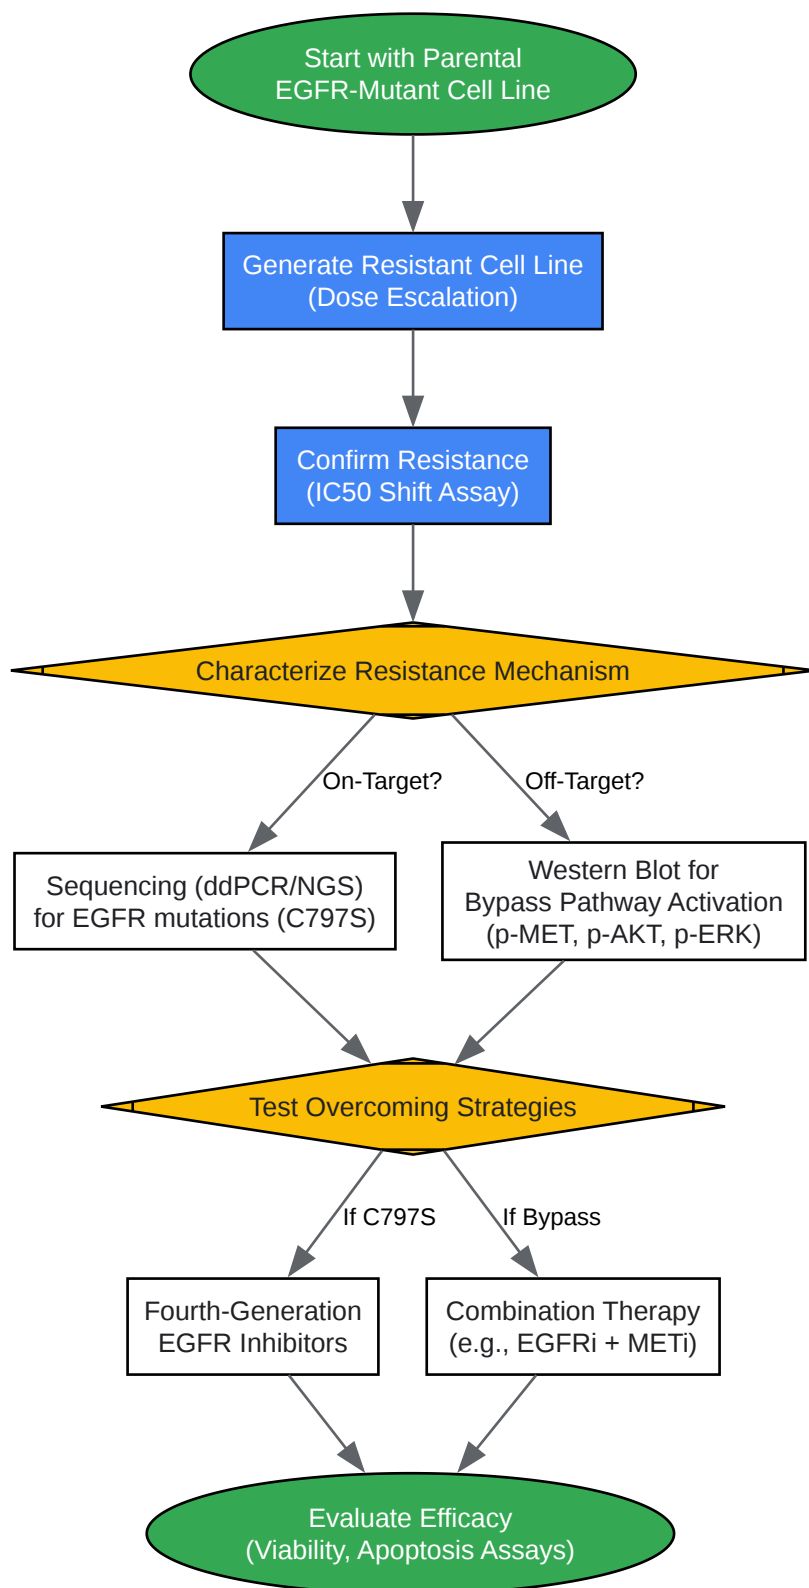 Start with Parental
EGFR-Mutant Cell Line
Generate Resistant Cell Line
(Dose Escalation)
Confirm Resistance
(IC50 Shift Assay)
Characterize Resistance Mechanism
On-Target?
Off-Target?
Sequencing (ddPCR/NGS)
for EGFR mutations (C797S)
Western Blot for
Bypass Pathway Activation
(p-MET, p-AKT, p-ERK)
Test Overcoming Strategies
If C797S
If Bypass
Fourth-Generation
EGFR Inhibitors
Combination Therapy
(e.g., EGFRi + METi)
Evaluate Efficacy
(Viability, Apoptosis Assays)